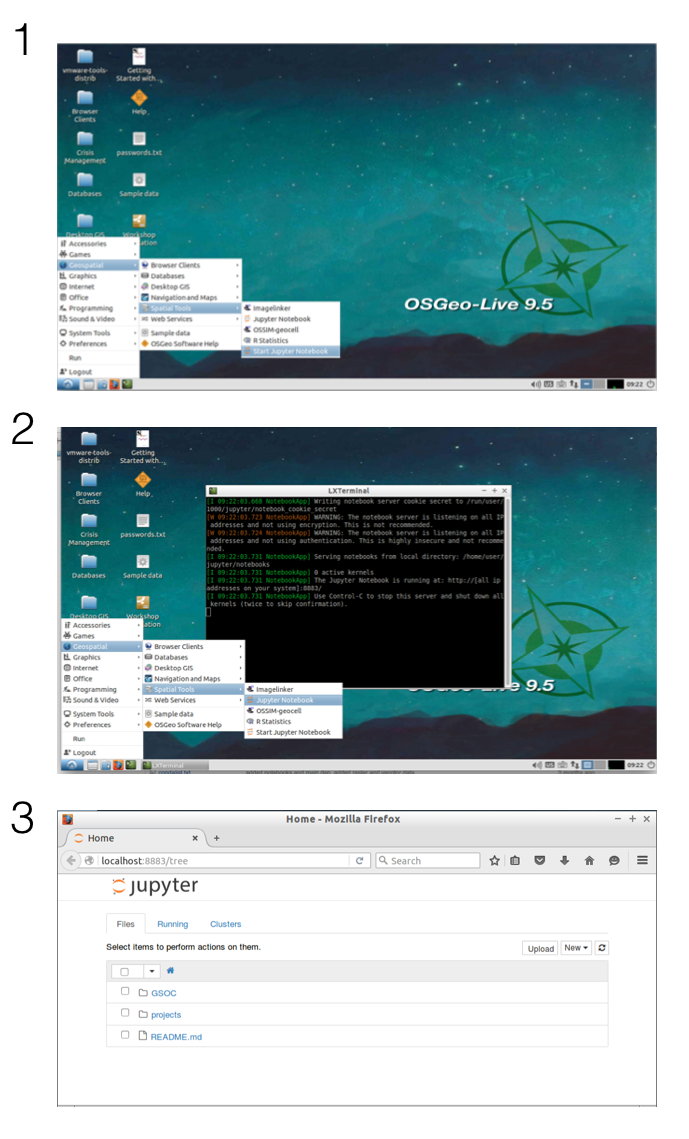 1
vmware-tools-
distrib
Getting
Started with...
Browser
Clients
Help
Crisis
Management
passwords.txt
Databases
Sample data
Desktop GIS
Workshop
Accessories
Games
Geospatial
Graphics
Internet
Office
Programming
Sound & Video
System Tools
Preferences
Run
Logout
Browser Clients
Databases
Desktop GIS
Navigation and Maps
Spatial Tools
Web Services
Sample data
OSGeo Software Help
Imagelinker
Jupyter Notebook
OSSIM-geocell
R Statistics
Start Jupyter Notebook
OSGeo-Live 9.5
09:22
2
vmware-tools-
distrib
Getting
Started with...
Browser
Clients
Help
Crisis
Management
passwords.txt
Databases
Sample data
Desktop GIS
Workshop
LXTerminal
[I 09:22:03.668 NotebookApp] Writing notebook server cookie secret to /run/user/
1000/jupyter/notebook_cookie_secret
[W 09:22:03.723 NotebookApp] WARNING: The notebook server is listening on all IP
addresses and not using encryption. This is not recommended.
[W 09:22:03.724 NotebookApp] WARNING: The notebook server is listening on all IP
addresses and not using authentication. This is highly insecure and not recomme
nded.
[I 09:22:03.731 NotebookApp] Serving notebooks from local directory: /home/user/
jupyter/notebooks
[I 09:22:03.731 NotebookApp] 0 active kernels
[I 09:22:03.731 NotebookApp] The Jupyter Notebook is running at: http://[all ip
addresses on your system]:8883/
[I 09:22:03.731 NotebookApp] Use Control-C to stop this server and shut down all
kernels (twice to skip confirmation).
Accessories
Games
Geospatial
Graphics
Internet
Office
Programming
Sound & Video
System Tools
Preferences
Run
Logout
Browser Clients
Databases
Desktop GIS
Navigation and Maps
Spatial Tools
Web Services
Sample data
OSGeo Software Help
Imagelinker
Jupyter Notebook
OSSIM-geocell
R Statistics
Start Jupyter Notebook
9.5
LXTerminal
09:22
3
Home - Mozilla Firefox
Home × +
localhost:8883/tree
Search
jupyter
Files Running Clusters
Select items to perform actions on them.
Upload New
GSOC
projects
README.md